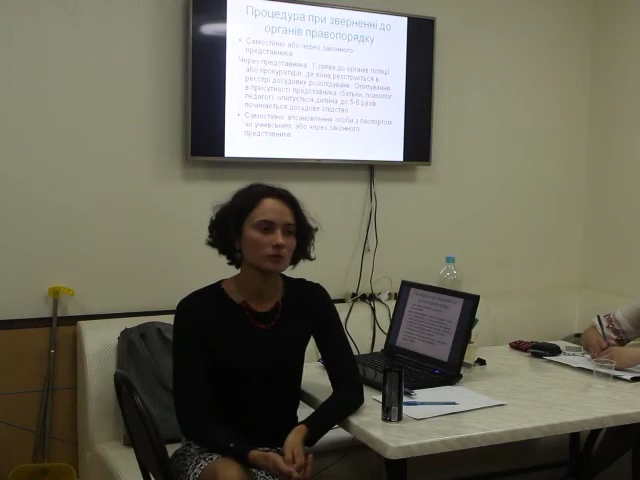 Процедура при зверненні до
органів правопорядку
• Самостійно або через законного
представника.
Через представника: 1 заява до органів поліції
або прокуратури, де вона реєструється в
реєстрі досудових розслідувань. Опитування
в присутності представника (батьки, психолог,
педагог), опитується дитина до 5-6 разів.
починається досудове слідство.
• Самостійно: встановлення особи з паспортом
чи учнівським, або через законного
представника.